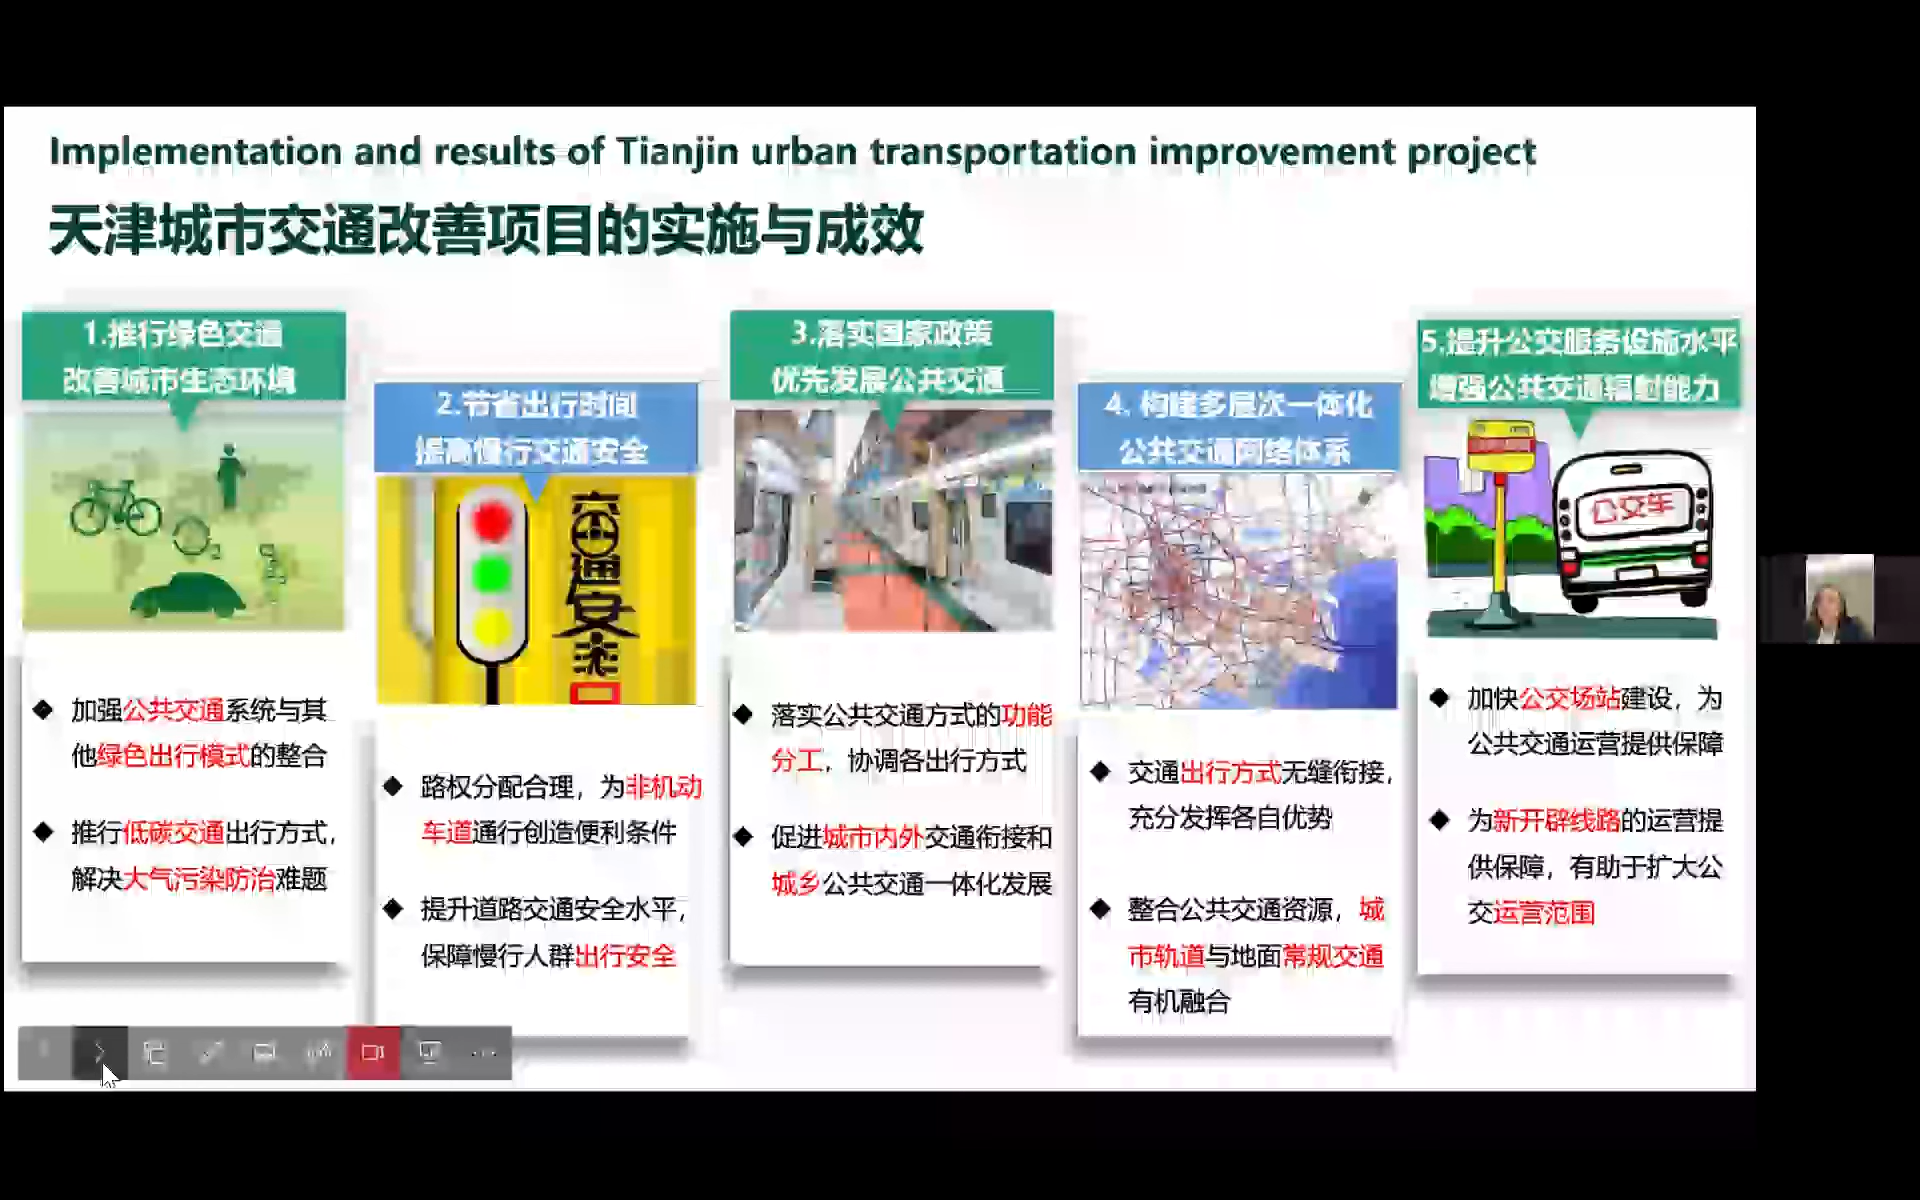 Implementation and results of Tianjin urban transportation improvement project
天津城市交通改善项目的实施与成效
1.推行绿色交通
改善城市生态环境
加强公共交通系统与其
他绿色出行模式的整合
推行低碳交通出行方式，
解决大气污染防治难题
2.节省出行时间
提高慢行交通安全
交通安全
路权分配合理，为非机动
车道通行创造便利条件
提升道路交通安全水平，
保障慢行人群出行安全
3.落实国家政策
优先发展公共交通
落实公共交通方式的功能
分工，协调各出行方式
促进城市内外交通衔接和
城乡公共交通一体化发展
4. 构建多层次一体化
公共交通网络体系
交通出行方式无缝衔接，
充分发挥各自优势
整合公共交通资源，城
市轨道与地面常规交通
有机融合
5.提升公交服务设施水平
增强公共交通辐射能力
公交车
加快公交场站建设，为
公共交通运营提供保障
为新开辟线路的运营提
供保障，有助于扩大公
交运营范围